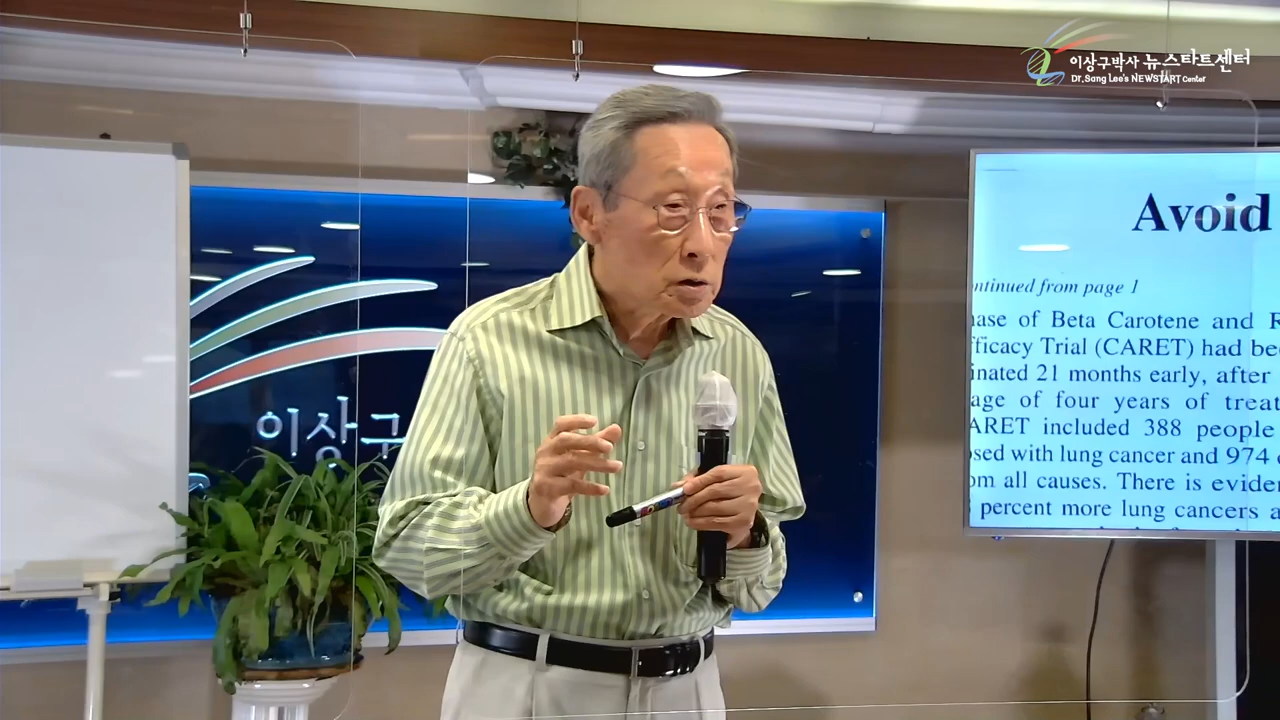 이상구박사 뉴스타트센터
Dr. Sang Lee's NEWSTART Center
이상구
Avoid
ntinued from page 1
ase of Beta Carotene and
fficacy Trial (CARET) had be
inated 21 months early, after
age of four years of treat
ARET included 388 people
osed with lung cancer and 974
om all causes. There is evider
percent more lung cancers a